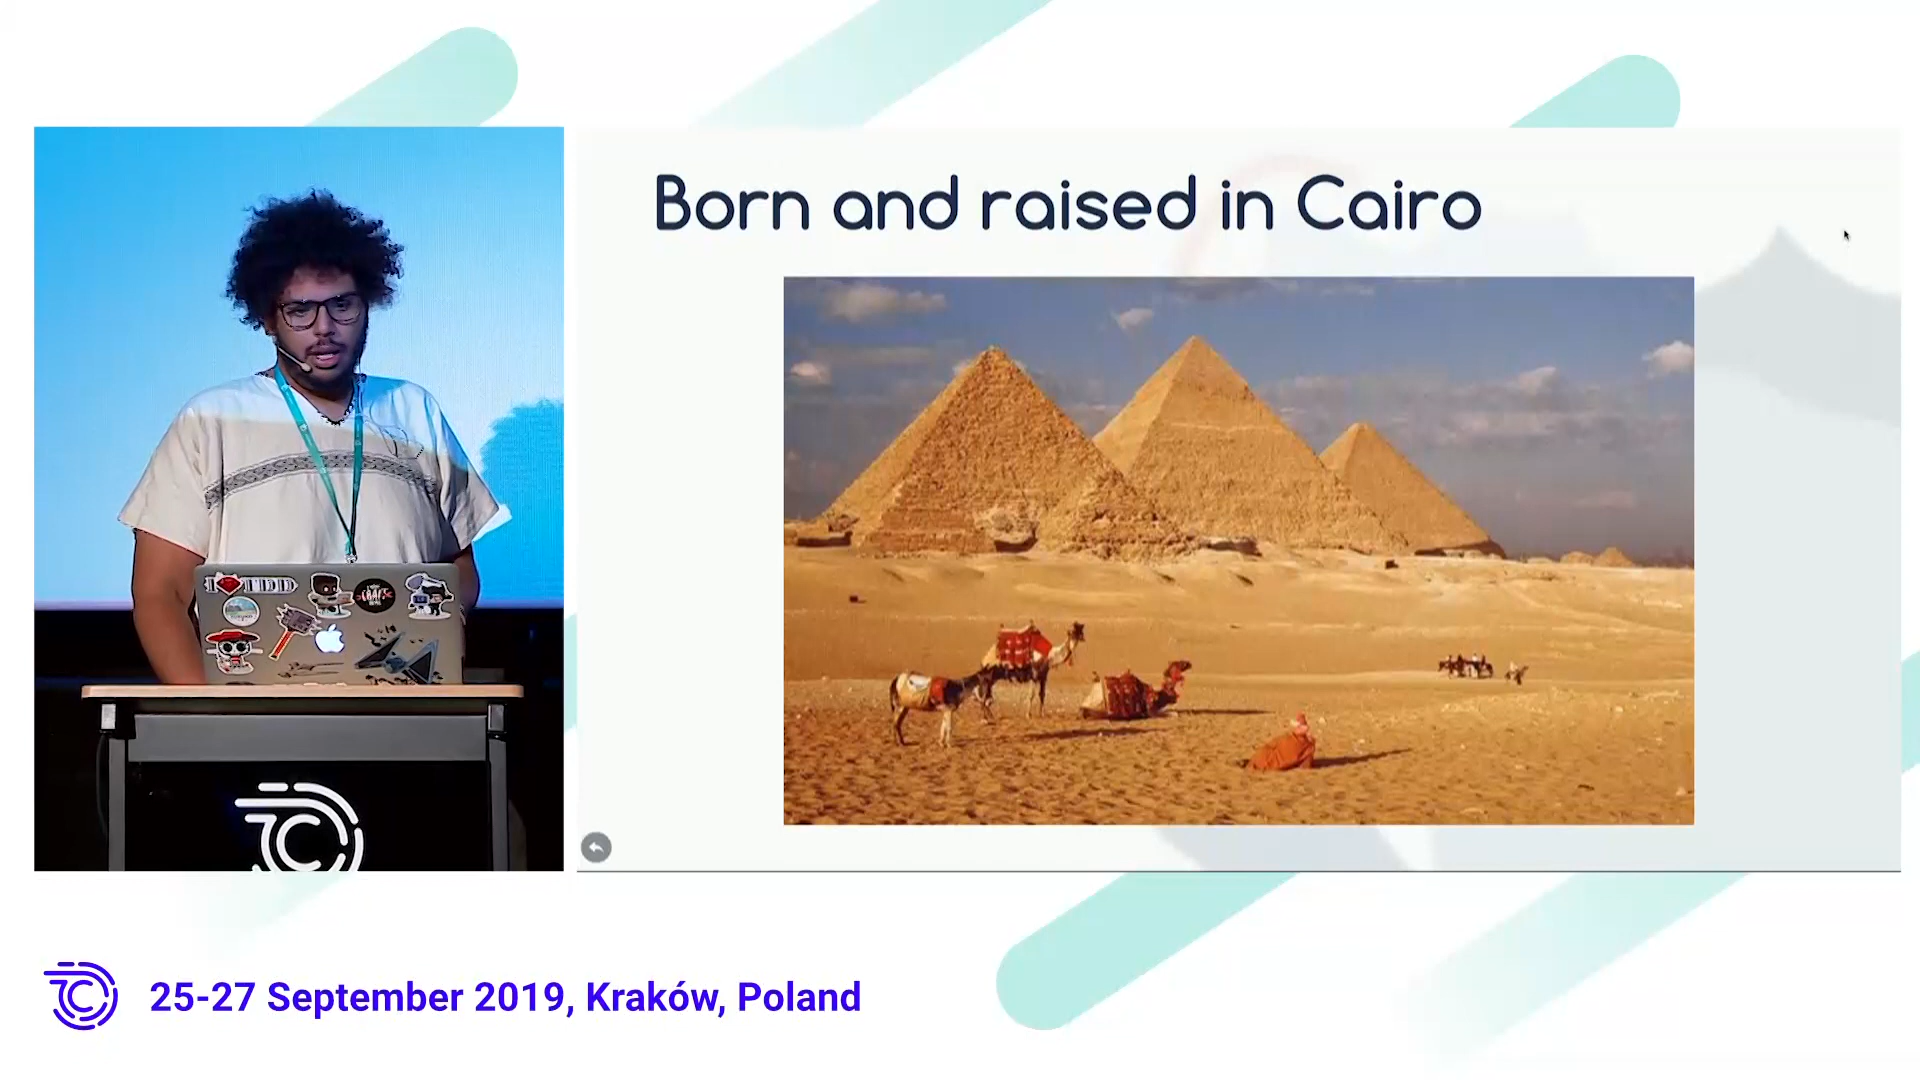 Born and raised in Cairo
25-27 September 2019, Kraków, Poland